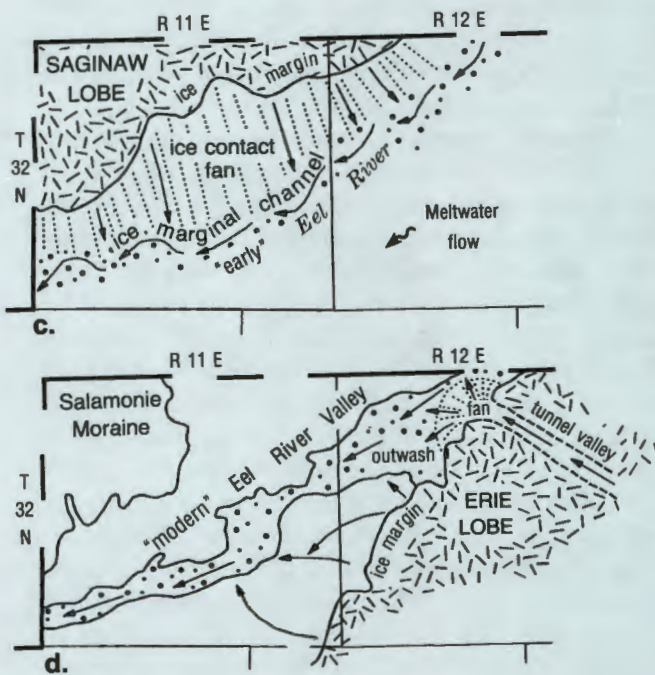 R 11 E
R 12 E
SAGINAW
LOBE
ice margin
T
32
N
ice contact
fan
ice marginal channel
"early" Eel River
Meltwater
flow
c.
R 11 E
R 12 E
Salamonie
Moraine
"modern" Eel River Valley
fan
outwash
tunnel valley
T
32
N
ice margin
ERIE
LOBE
d.